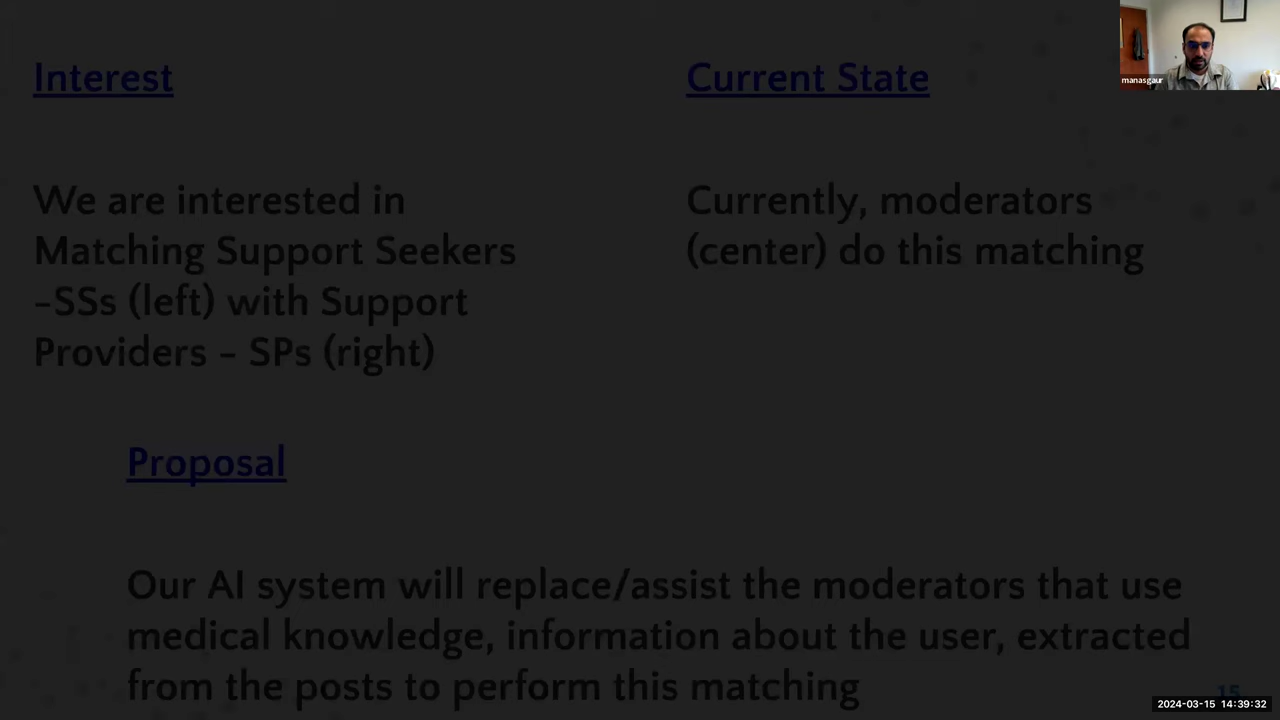 Interest
We are interested in
Matching Support Seekers
-SSs (left) with Support
Providers - SPs (right)
Current State
Currently, moderators
(center) do this matching
Proposal
Our AI system will replace/assist the moderators that use
medical knowledge, information about the user, extracted
from the posts to perform this matching
15
manasgaur
2024-03-15 14:39:32